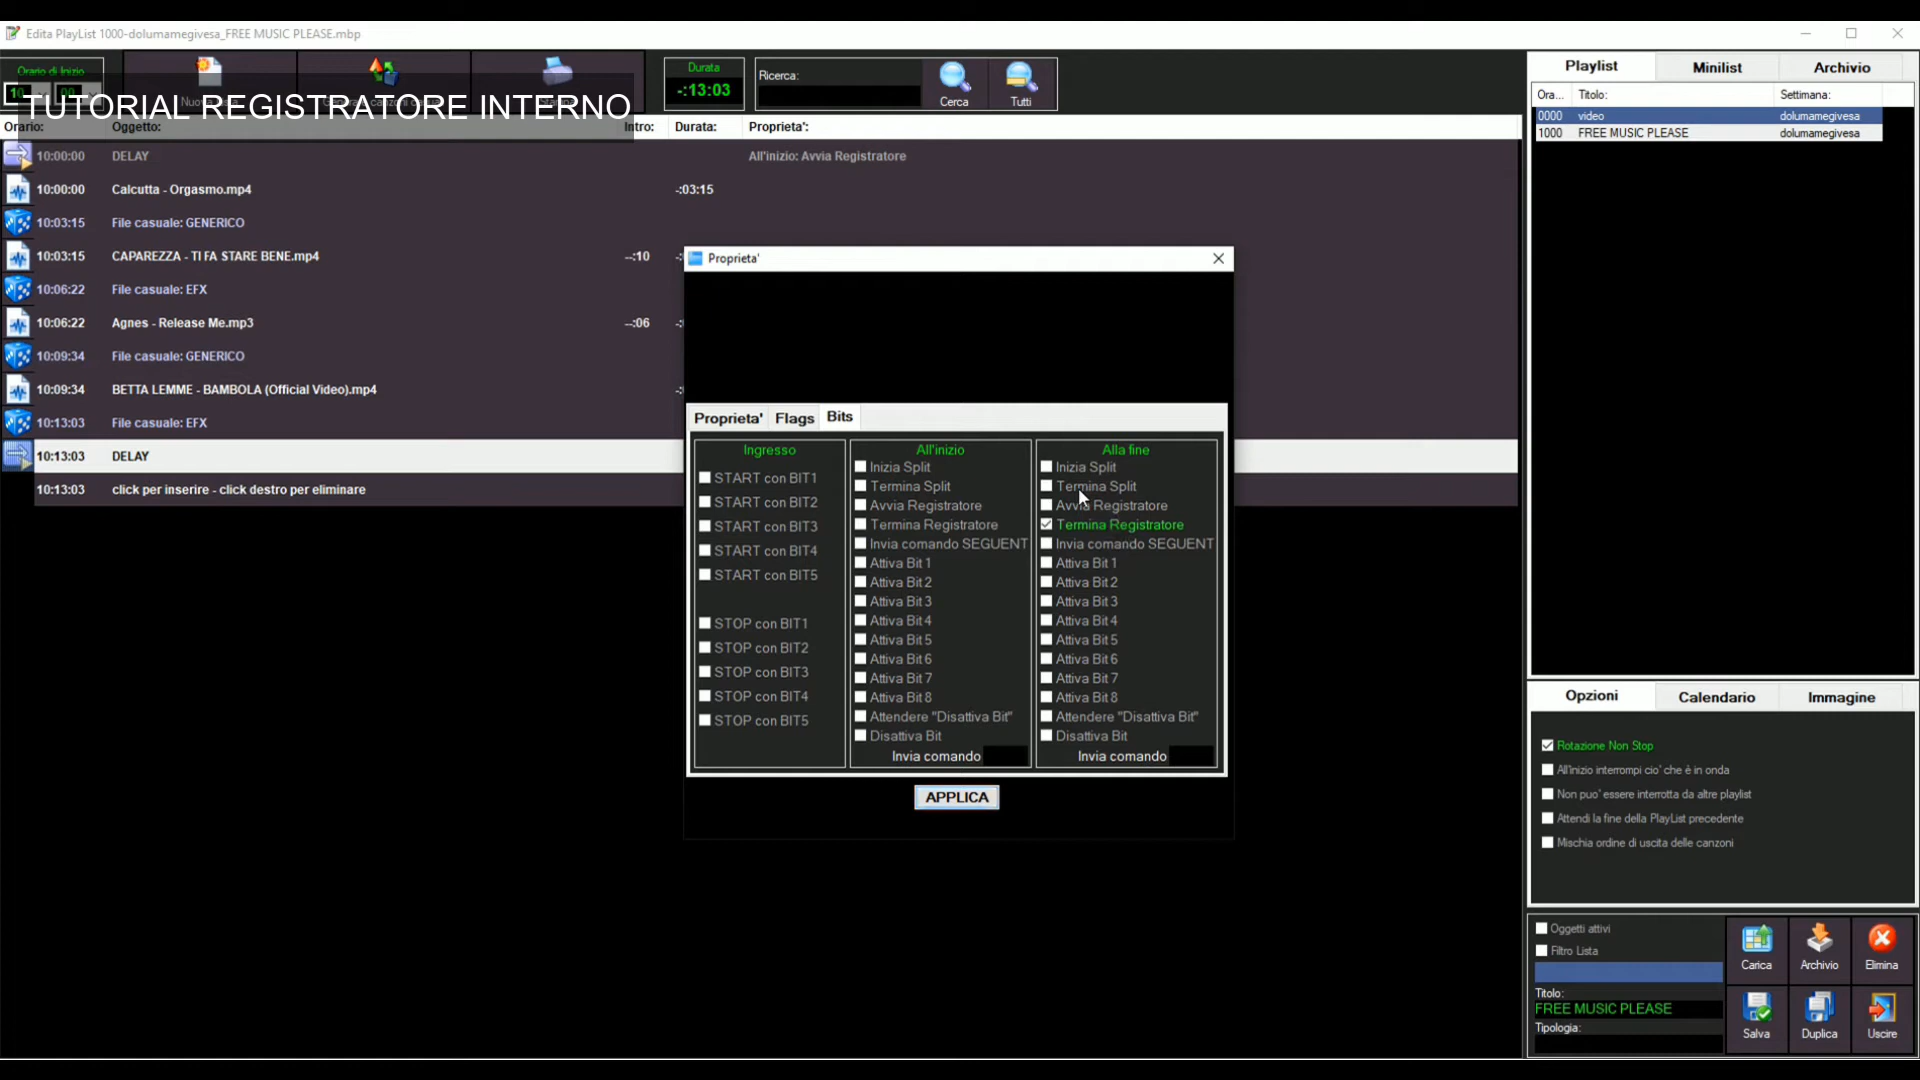 Edita PlayList 1000-dolumamegivesa_FREE MUSIC PLEASE.mbp
Orario di Inizio
TUTORIAL REGISTRATORE INTERNO
Durata
-:13:03
Ricerca:
Cerca
Tutti
Orario: Oggetto: Intro: Durata: Proprieta':
10:00:00 DELAY All'inizio: Avvia Registratore
10:00:00 Calcutta - Orgasmo.mp4 -:03:15
10:03:15 File casuale: GENERICO
10:03:15 CAPAREZZA - TI FA STARE BENE.mp4 --:10
10:06:22 File casuale: EFX
10:06:22 Agnes - Release Me.mp3 --:06
10:09:34 File casuale: GENERICO
10:09:34 BETTA LEMME - BAMBOLA (Official Video).mp4
10:13:03 File casuale: EFX
10:13:03 DELAY
10:13:03 click per inserire - click destro per eliminare
Proprieta'
Proprieta' Flags Bits
Ingresso
START con BIT1
START con BIT2
START con BIT3
START con BIT4
START con BIT5
STOP con BIT1
STOP con BIT2
STOP con BIT3
STOP con BIT4
STOP con BIT5
All'inizio
Inizia Split
Termina Split
Avvia Registratore
Termina Registratore
Invia comando SEGUENT
Attiva Bit 1
Attiva Bit 2
Attiva Bit 3
Attiva Bit 4
Attiva Bit 5
Attiva Bit 6
Attiva Bit 7
Attiva Bit 8
Attendere "Disattiva Bit"
Disattiva Bit
Invia comando
Alla fine
Inizia Split
Termina Split
Avvia Registratore
Termina Registratore
Invia comando SEGUENT
Attiva Bit 1
Attiva Bit 2
Attiva Bit 3
Attiva Bit 4
Attiva Bit 5
Attiva Bit 6
Attiva Bit 7
Attiva Bit 8
Attendere "Disattiva Bit"
Disattiva Bit
Invia comando
APPLICA
Playlist Minilist Archivio
Ora... Titolo: Settimana:
0000 video dolumamegivesa
1000 FREE MUSIC PLEASE dolumamegivesa
Opzioni Calendario Immagine
Rotazione Non Stop
All'inizio interrompi cio' che è in onda
Non puo' essere interrotta da altre playlist
Attendi la fine della PlayList precedente
Mischia ordine di uscita delle canzoni
Oggetti attivi
Filtro Lista
Titolo:
FREE MUSIC PLEASE
Tipologia:
Carica Archivio Elimina
Salva Duplica Uscire